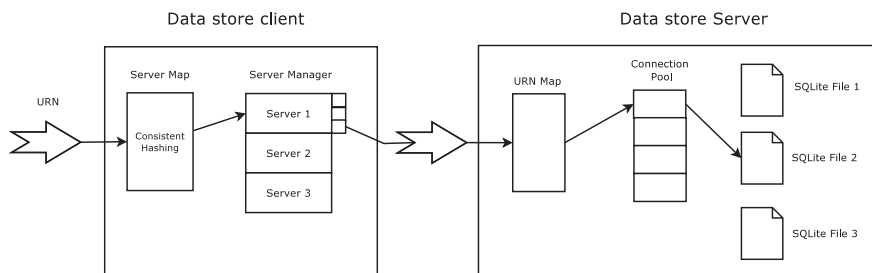 Data store client
Data store Server
URN
Server Map
Consistent
Hashing
Server Manager
Server 1
Server 2
Server 3
URN Map
Connection
Pool
SQLite File 1
SQLite File 2
SQLite File 3